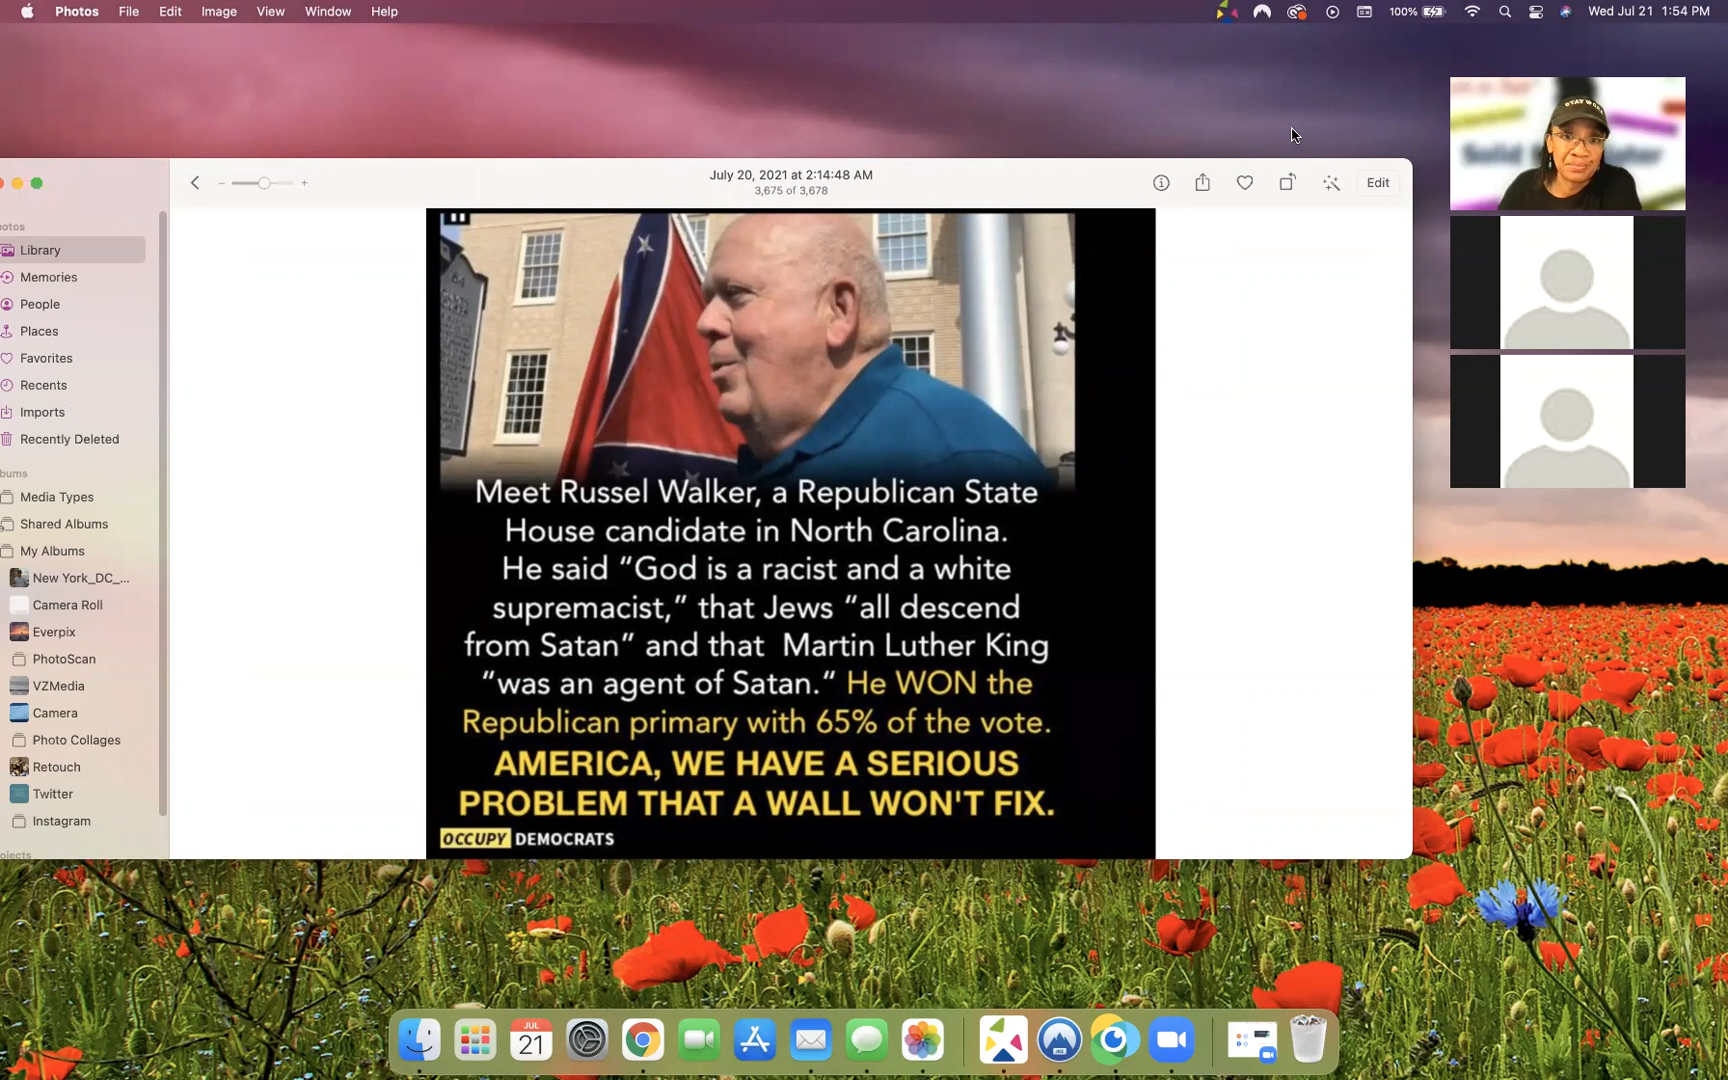 Photos File Edit Image View Window Help
100% Wed Jul 21 1:54 PM
July 20, 2021 at 2:14:48 AM
3,675 of 3,678
Edit
otos
Library
Memories
People
Places
Favorites
Recents
Imports
Recently Deleted
bums
Media Types
Shared Albums
My Albums
New York_DC_...
Camera Roll
Everpix
PhotoScan
VZMedia
Camera
Photo Collages
Retouch
Twitter
Instagram
ojects
Meet Russel Walker, a Republican State
House candidate in North Carolina.
He said “God is a racist and a white
supremacist,” that Jews “all descend
from Satan” and that Martin Luther King
“was an agent of Satan.” He WON the
Republican primary with 65% of the vote.
AMERICA, WE HAVE A SERIOUS
PROBLEM THAT A WALL WON'T FIX.
OCCUPY DEMOCRATS
Solid
JUL
21